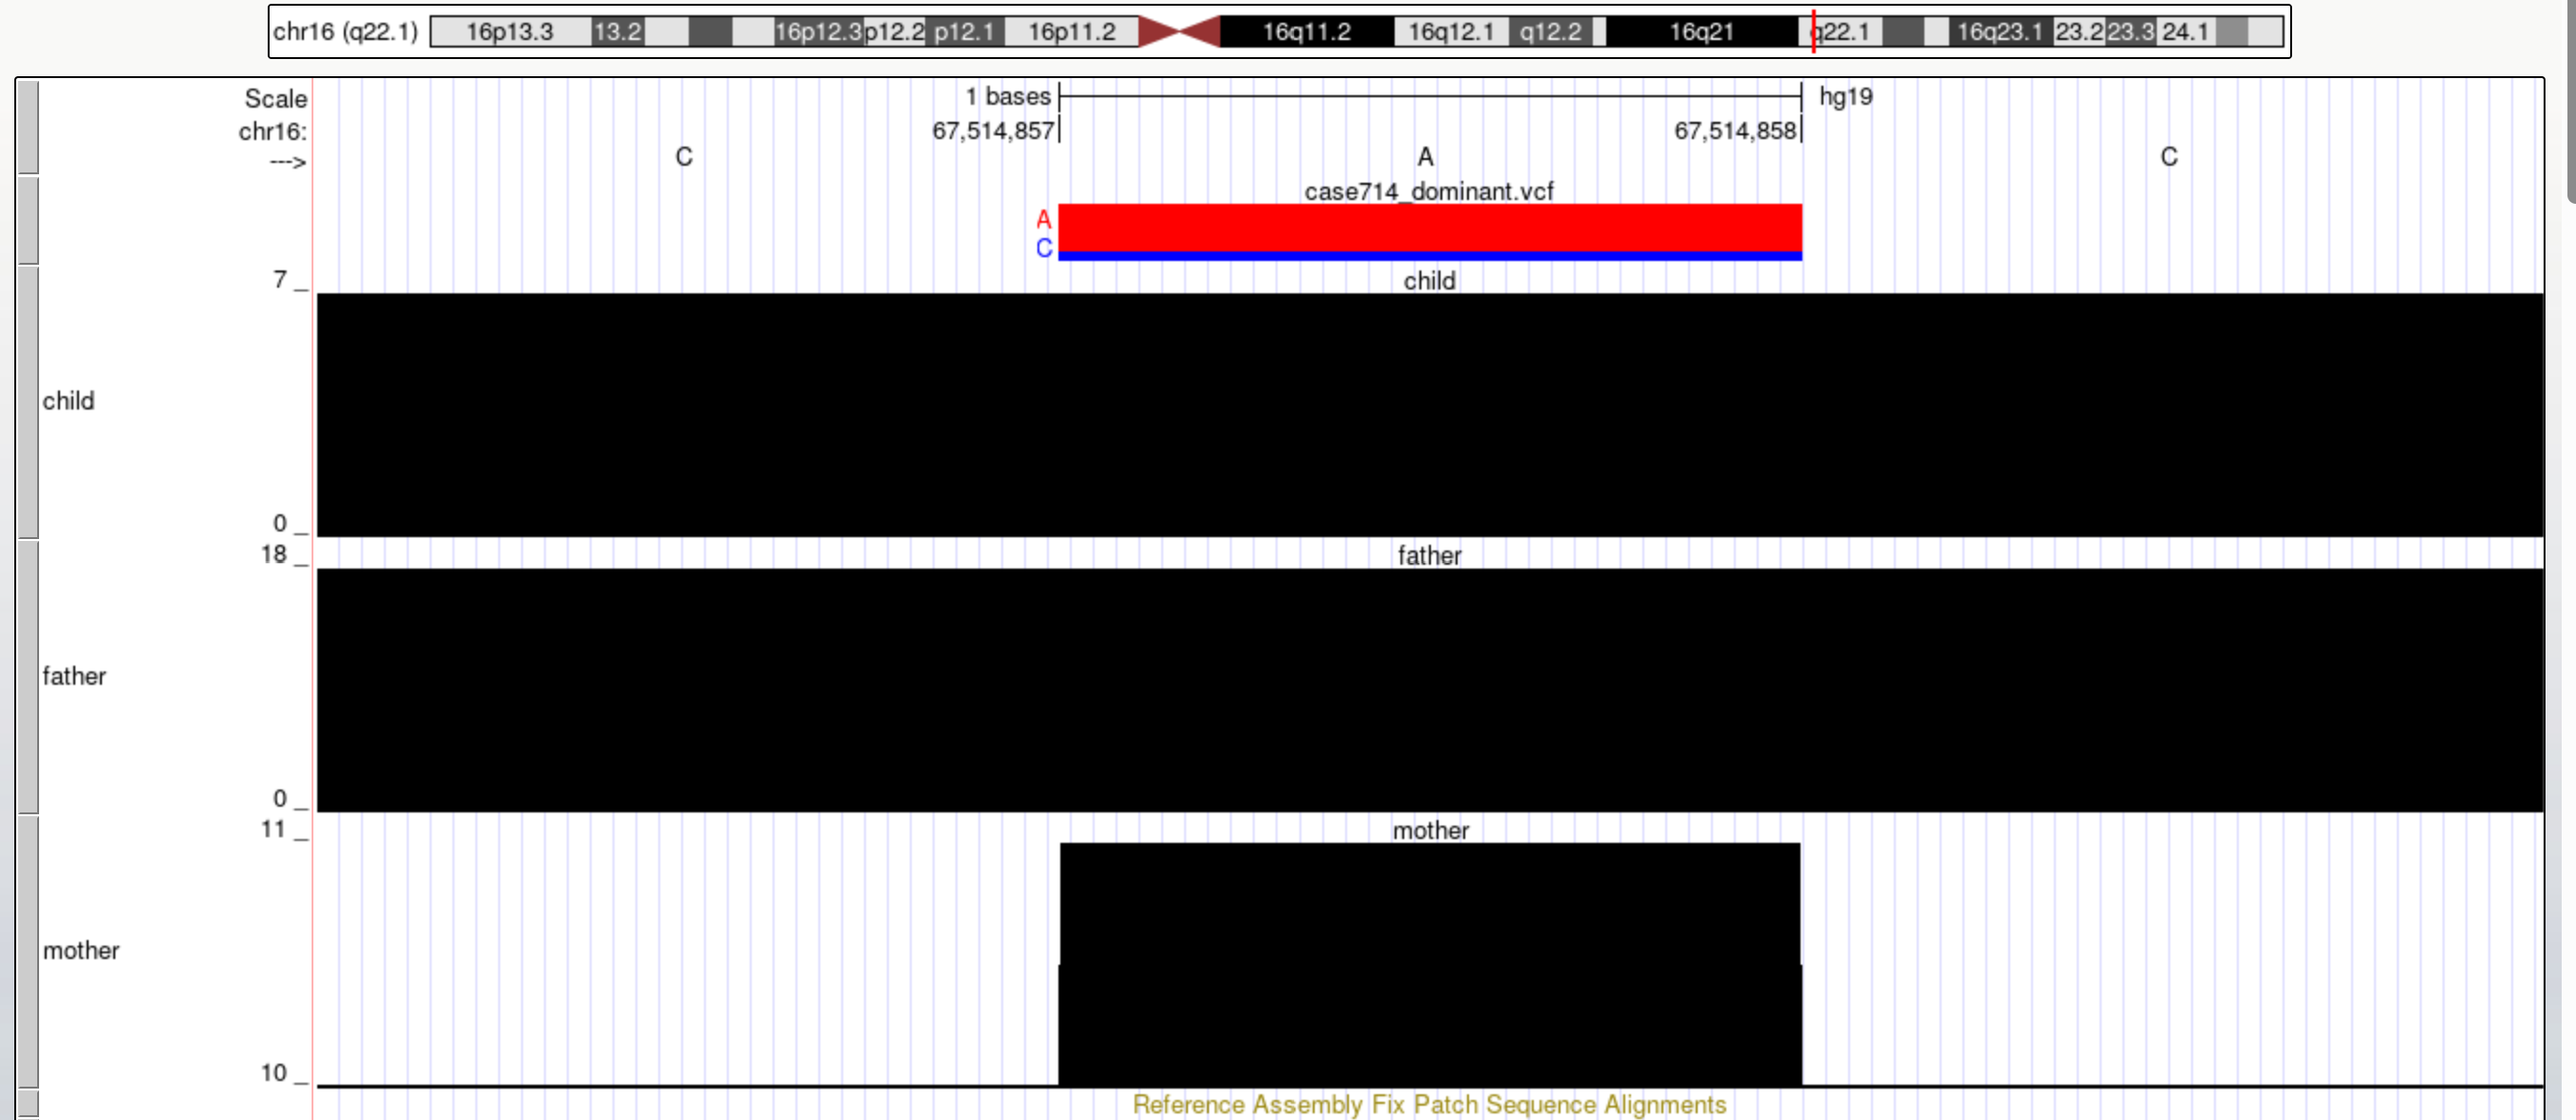 chr16 (q22.1) 16p13.3 13.2 16p12.3 p12.2 p12.1 16p11.2 16q11.2 16q12.1 q12.2 16q21 q22.1 16q23.1 23.2 23.3 24.1
Scale 1 bases hg19
chr16: 67,514,857 67,514,858
---> C A C
case714_dominant.vcf
A
C
7 _ child
child
0 _
18 _ father
father
0 _
11 _ mother
mother
10 _
Reference Assembly Fix Patch Sequence Alignments